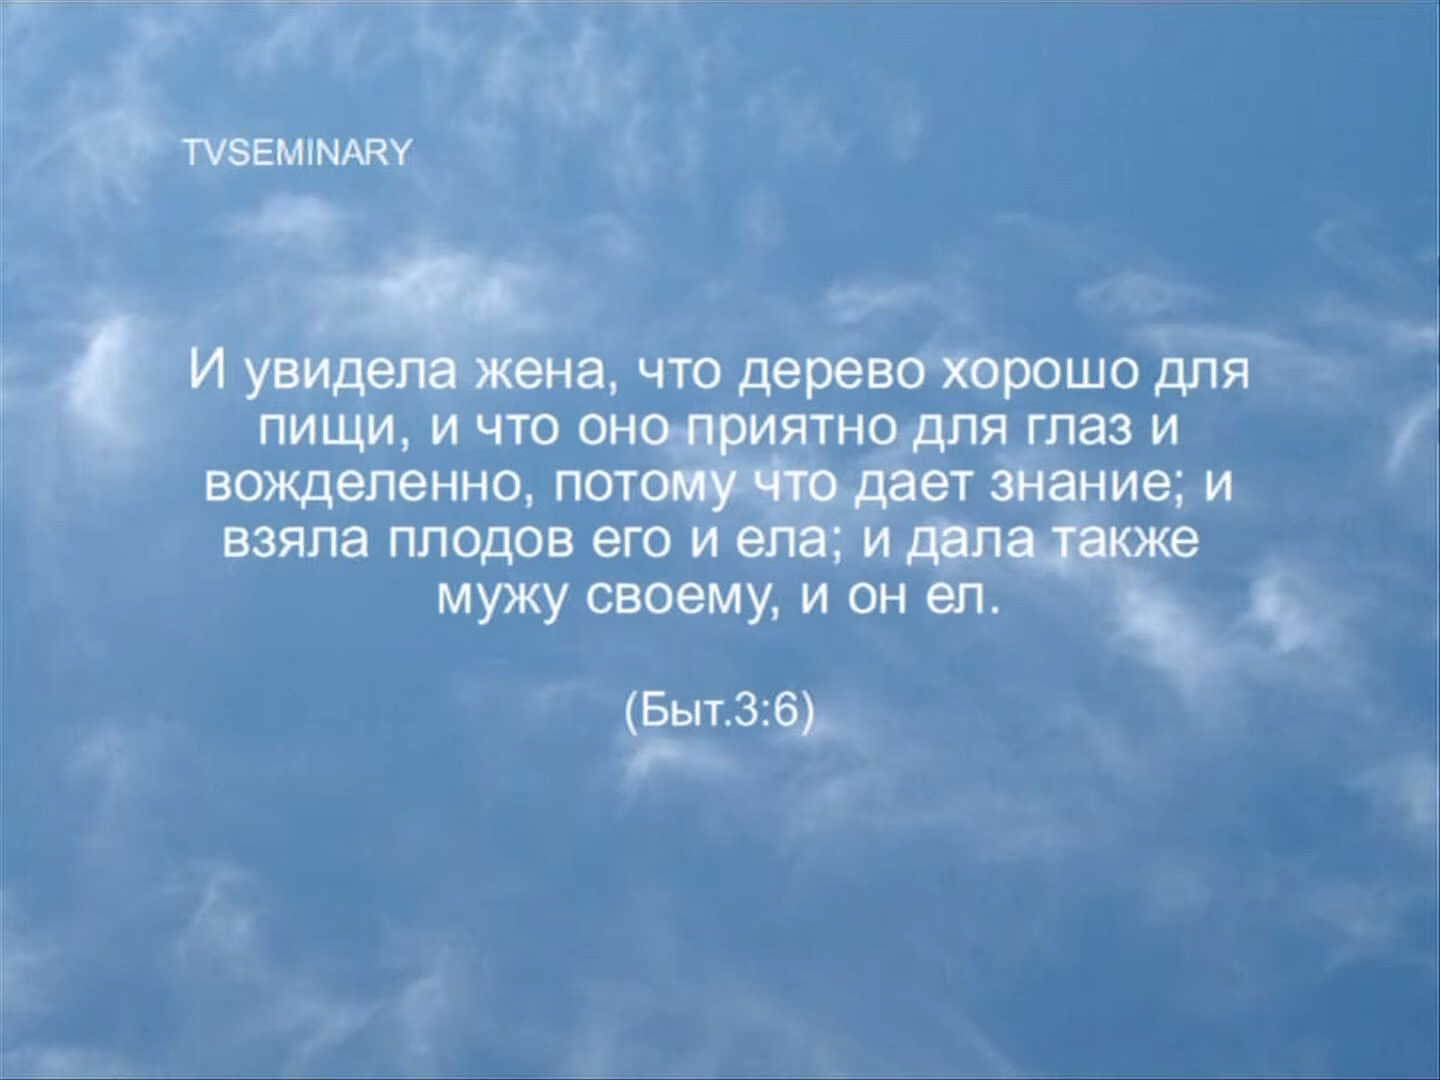 TVSEMINARY
И увидела жена, что дерево хорошо для
пищи, и что оно приятно для глаз и
вожделенно, потому что дает знание; и
взяла плодов его и ела; и дала также
мужу своему, и он ел.
(Быт.3:6)